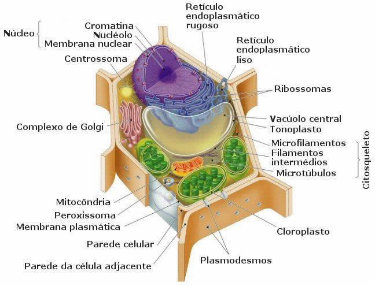 Núcleo
Cromatina
Nucléolo
Membrana nuclear
Centrossoma
Retículo
endoplasmático
rugoso
Retículo
endoplasmático
liso
Ribossomas
Complexo de Golgi
Vacúolo central
Tonoplasto
Microfilamentos
Filamentos
intermédios
Microtúbulos
Citosqueleto
Mitocôndria
Peroxissoma
Membrana plasmática
Parede celular
Parede da célula adjacente
Cloroplasto
Plasmodesmos